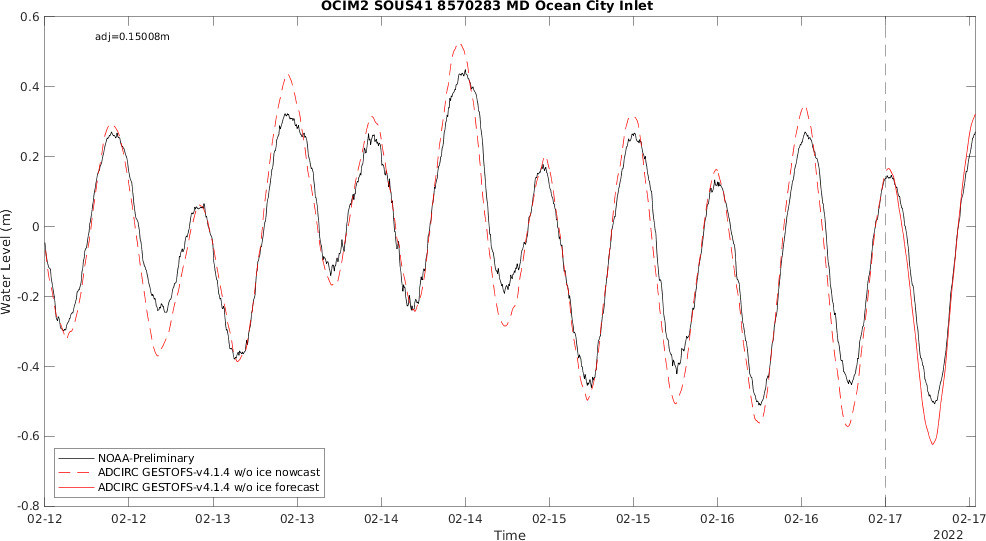 OCIM2 SOUS41 8570283 MD Ocean City Inlet
adj=0.15008m
0.6
0.4
0.2
0
-0.2
-0.4
-0.6
-0.8
Water Level (m)
NOAA-Preliminary
ADCIRC GESTOFS-v4.1.4 w/o ice nowcast
ADCIRC GESTOFS-v4.1.4 w/o ice forecast
02-12 02-12 02-13 02-13 02-14 02-14 02-15 02-15 02-16 02-16 02-17 02-17
Time
2022